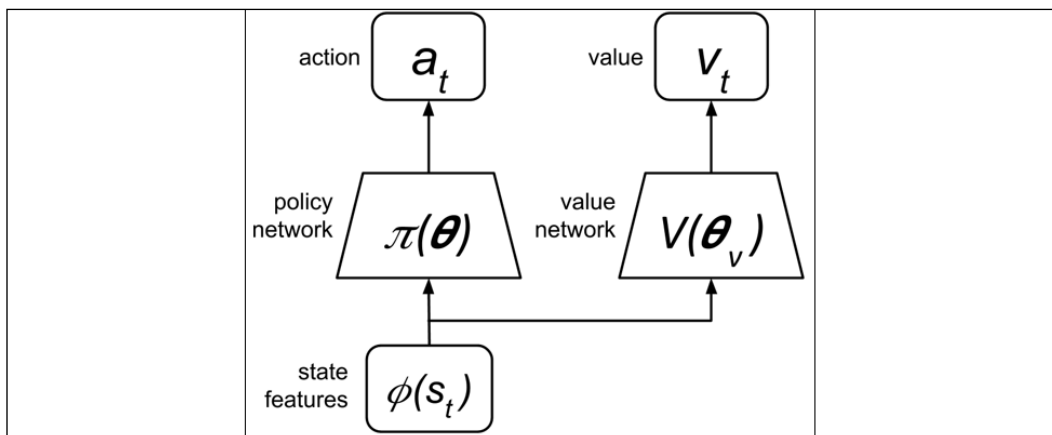 action
a_t
value
v_t
policy
network
π(θ)
value
network
V(θ_v)
state
features
ϕ(s_t)